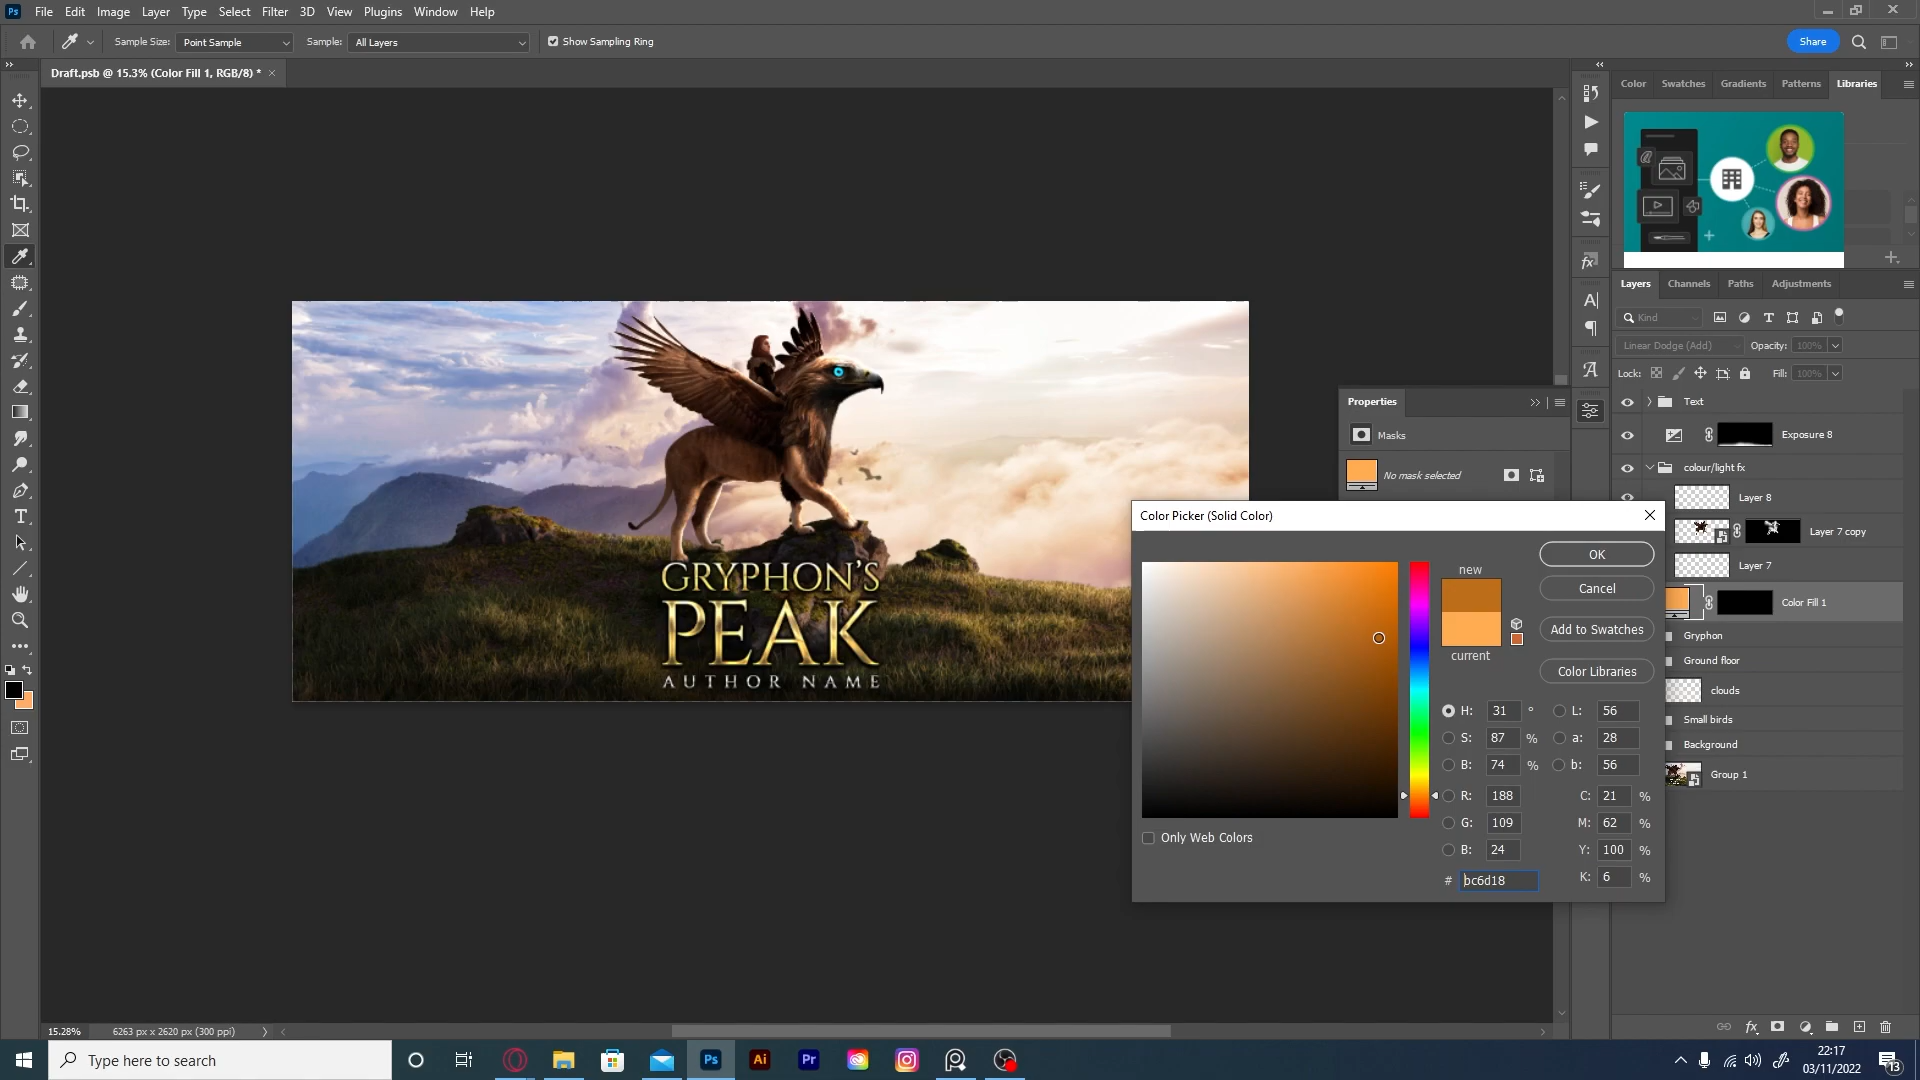 Ps File Edit Image Layer Type Select Filter 3D View Plugins Window Help
Sample Size: Point Sample Sample: All Layers Show Sampling Ring Share
Draft.psb @ 15.3% (Color Fill 1, RGB/8) *
Color Swatches Gradients Patterns Libraries
Layers Channels Paths Adjustments
Kind
Linear Dodge (Add) Opacity: 100%
Lock: Fill: 100%
Text
Exposure 8
colour/light fx
Layer 8
Layer 7 copy
Layer 7
Color Fill 1
Gryphon
Ground floor
clouds
Small birds
Background
Group 1
Properties
Masks
No mask selected
GRYPHON'S
PEAK
AUTHOR NAME
Color Picker (Solid Color)
new
current
OK
Cancel
Add to Swatches
Color Libraries
H: 31 ° L: 56
S: 87 % a: 28
B: 74 % b: 56
R: 188 C: 21 %
G: 109 M: 62 %
B: 24 Y: 100 %
# bc6d18 K: 6 %
Only Web Colors
15.28% 6263 px x 2620 px (300 ppi)
Type here to search
Ps Ai Pr
22:17
03/11/2022
13